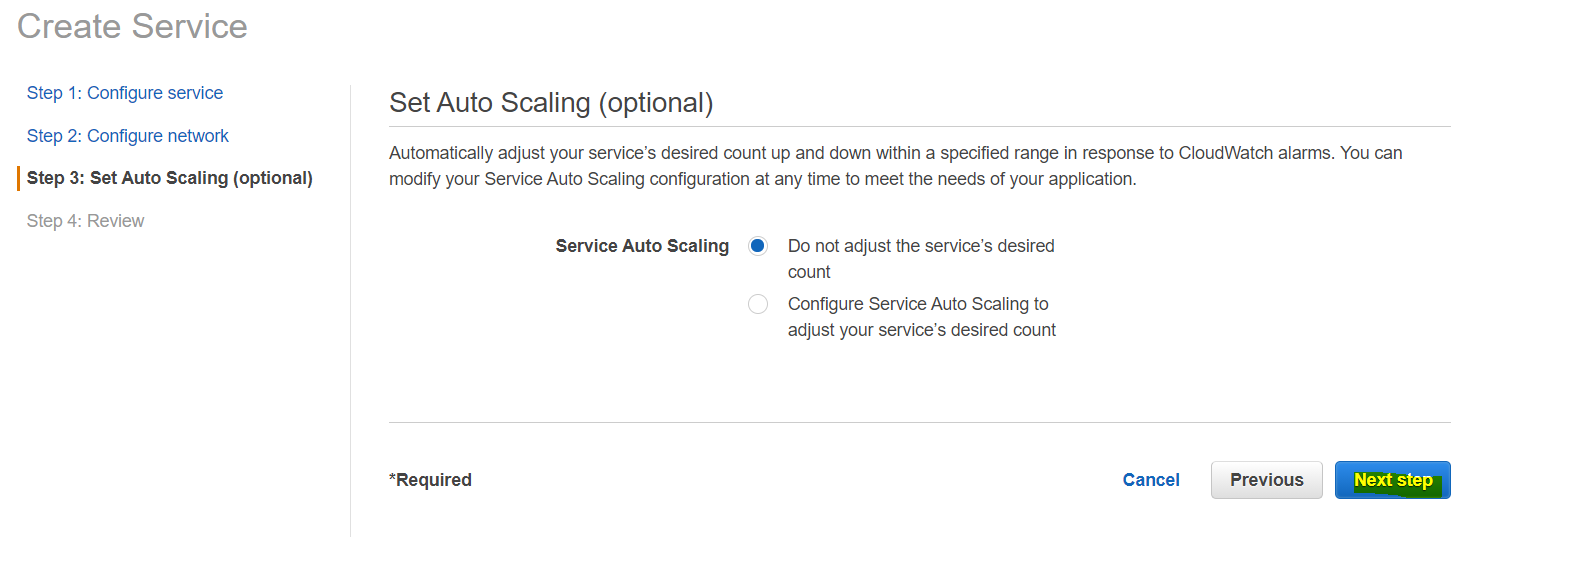 Create Service
Step 1: Configure service
Step 2: Configure network
Step 3: Set Auto Scaling (optional)
Step 4: Review
Set Auto Scaling (optional)
Automatically adjust your service’s desired count up and down within a specified range in response to CloudWatch alarms. You can
modify your Service Auto Scaling configuration at any time to meet the needs of your application.
Service Auto Scaling
Do not adjust the service’s desired
count
Configure Service Auto Scaling to
adjust your service’s desired count
*Required
Cancel
Previous
Next step